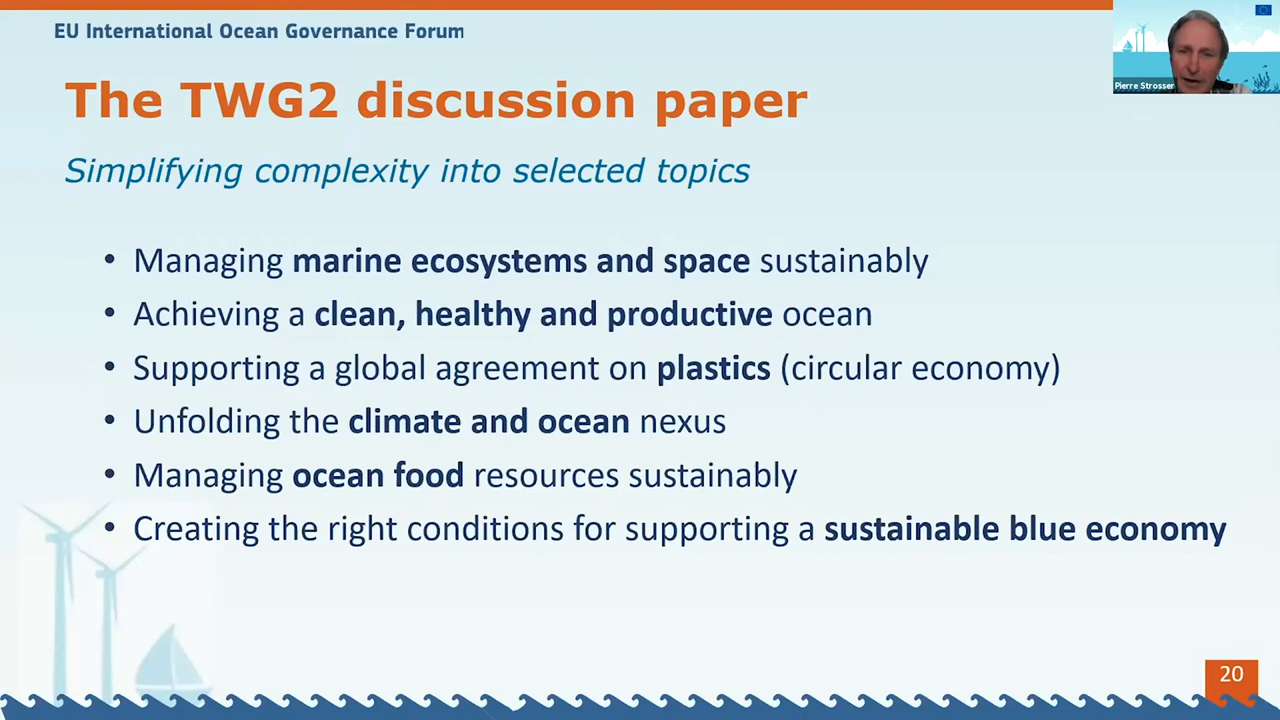 EU International Ocean Governance Forum
The TWG2 discussion paper
Pierre Strosser
Simplifying complexity into selected topics
• Managing marine ecosystems and space sustainably
• Achieving a clean, healthy and productive ocean
• Supporting a global agreement on plastics (circular economy)
• Unfolding the climate and ocean nexus
• Managing ocean food resources sustainably
• Creating the right conditions for supporting a sustainable blue economy
20